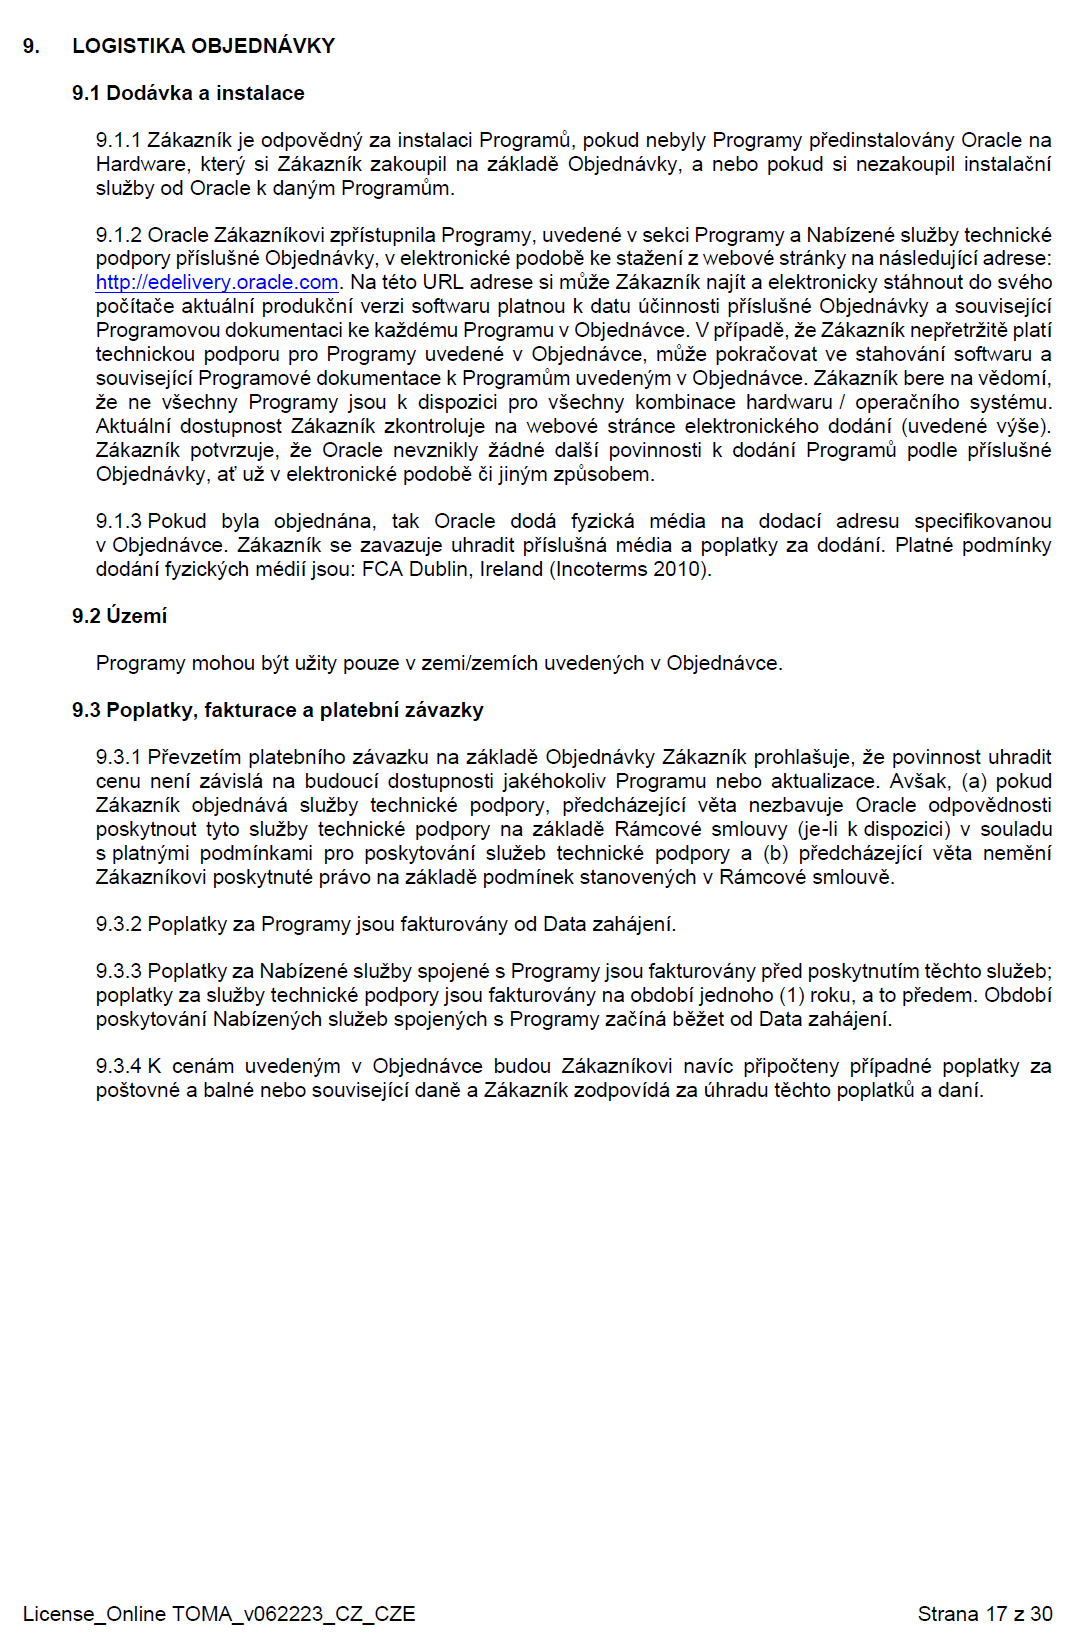 9. LOGISTIKA OBJEDNÁVKY
9.1 Dodávka a instalace
9.1.1 Zákazník je odpovědný za instalaci Programů, pokud nebyly Programy předinstalovány Oracle na
Hardware, který si Zákazník zakoupil na základě Objednávky, a nebo pokud si nezakoupil instalační
služby od Oracle k daným Programům.
9.1.2 Oracle Zákazníkovi zpřístupnila Programy, uvedené v sekci Programy a Nabízené služby technické
podpory příslušné Objednávky, v elektronické podobě ke stažení z webové stránky na následující adrese:
http://edelivery.oracle.com. Na této URL adrese si může Zákazník najít a elektronicky stáhnout do svého
počítače aktuální produkční verzi softwaru platnou k datu účinnosti příslušné Objednávky a související
Programovou dokumentaci ke každému Programu v Objednávce. V případě, že Zákazník nepřetržitě platí
technickou podporu pro Programy uvedené v Objednávce, může pokračovat ve stahování softwaru a
související Programové dokumentace k Programům uvedeným v Objednávce. Zákazník bere na vědomí,
že ne všechny Programy jsou k dispozici pro všechny kombinace hardwaru / operačního systému.
Aktuální dostupnost Zákazník zkontroluje na webové stránce elektronického dodání (uvedené výše).
Zákazník potvrzuje, že Oracle nevznikly žádné další povinnosti k dodání Programů podle příslušné
Objednávky, ať už v elektronické podobě či jiným způsobem.
9.1.3 Pokud byla objednána, tak Oracle dodá fyzická média na dodací adresu specifikovanou
v Objednávce. Zákazník se zavazuje uhradit příslušná média a poplatky za dodání. Platné podmínky
dodání fyzických médií jsou: FCA Dublin, Ireland (Incoterms 2010).
9.2 Území
Programy mohou být užity pouze v zemi/zemích uvedených v Objednávce.
9.3 Poplatky, fakturace a platební závazky
9.3.1 Převzetím platebního závazku na základě Objednávky Zákazník prohlašuje, že povinnost uhradit
cenu není závislá na budoucí dostupnosti jakéhokoliv Programu nebo aktualizace. Avšak, (a) pokud
Zákazník objednává služby technické podpory, předcházející věta nezbavuje Oracle odpovědnosti
poskytnout tyto služby technické podpory na základě Rámcové smlouvy (je-li k dispozici) v souladu
s platnými podmínkami pro poskytování služeb technické podpory a (b) předcházející věta nemění
Zákazníkovi poskytnuté právo na základě podmínek stanovených v Rámcové smlouvě.
9.3.2 Poplatky za Programy jsou fakturovány od Data zahájení.
9.3.3 Poplatky za Nabízené služby spojené s Programy jsou fakturovány před poskytnutím těchto služeb;
poplatky za služby technické podpory jsou fakturovány na období jednoho (1) roku, a to předem. Období
poskytování Nabízených služeb spojených s Programy začíná běžet od Data zahájení.
9.3.4 K cenám uvedeným v Objednávce budou Zákazníkovi navíc připočteny případné poplatky za
poštovné a balné nebo související daně a Zákazník zodpovídá za úhradu těchto poplatků a daní.
License_Online TOMA_v062223_CZ_CZE
Strana 17 z 30